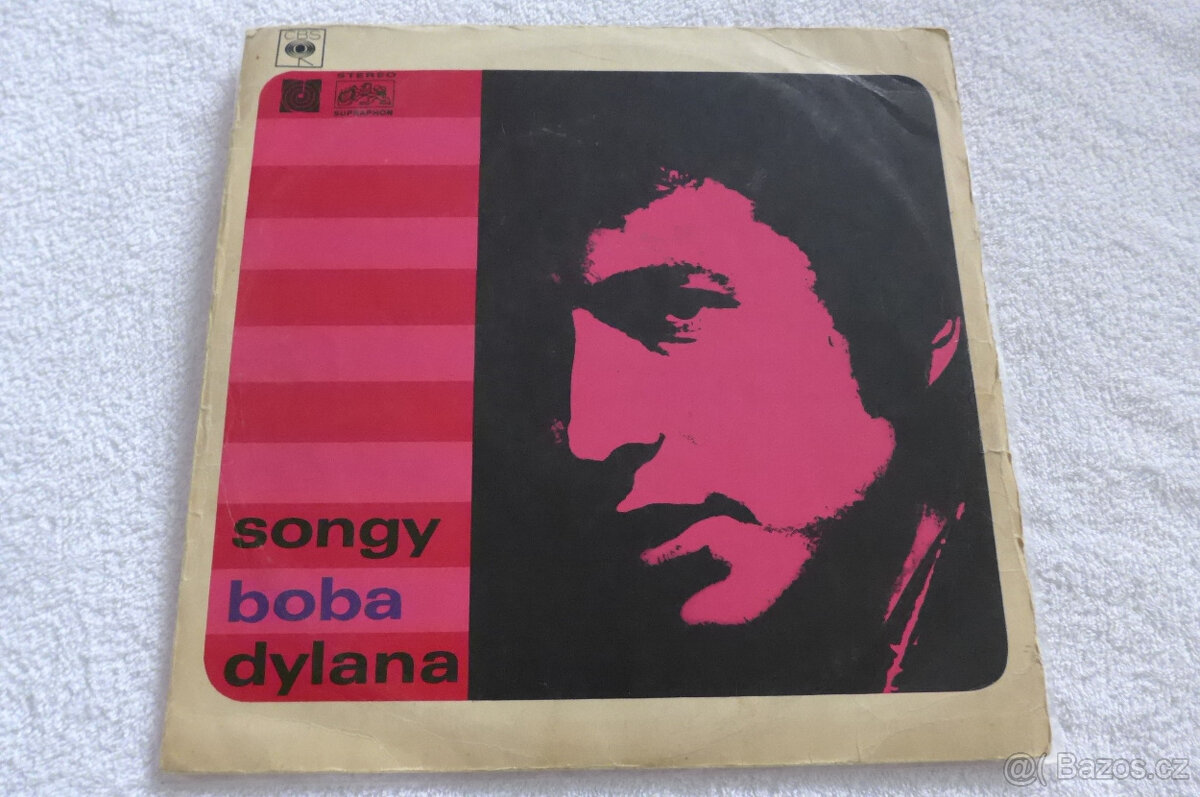 CBS
STEREO
SUPRAPHON
songy
boba
dylana
@( Bazos.cz